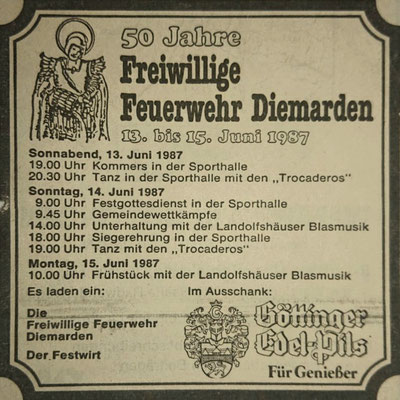 50 Jahre
Freiwillige
Feuerwehr Diemarden
13. bis 15. Juni 1987
Sonnabend, 13. Juni 1987
19.00 Uhr Kommers in der Sporthalle
20.30 Uhr Tanz in der Sporthalle mit den „Trocaderos"
Sonntag, 14. Juni 1987
9.00 Uhr Festgottesdienst in der Sporthalle
9.45 Uhr Gemeindewettkämpfe
14.00 Uhr Unterhaltung mit der Landolfshäuser Blasmusik
18.00 Uhr Siegerehrung in der Sporthalle
19.00 Uhr Tanz mit den „Trocaderos"
Montag, 15. Juni 1987
10.00 Uhr Frühstück mit der Landolfshäuser Blasmusik
Es laden ein:
Die
Freiwillige Feuerwehr
Diemarden
Der Festwirt
Im Ausschank:
Göttinger
Edel-Pils
Für Genießer